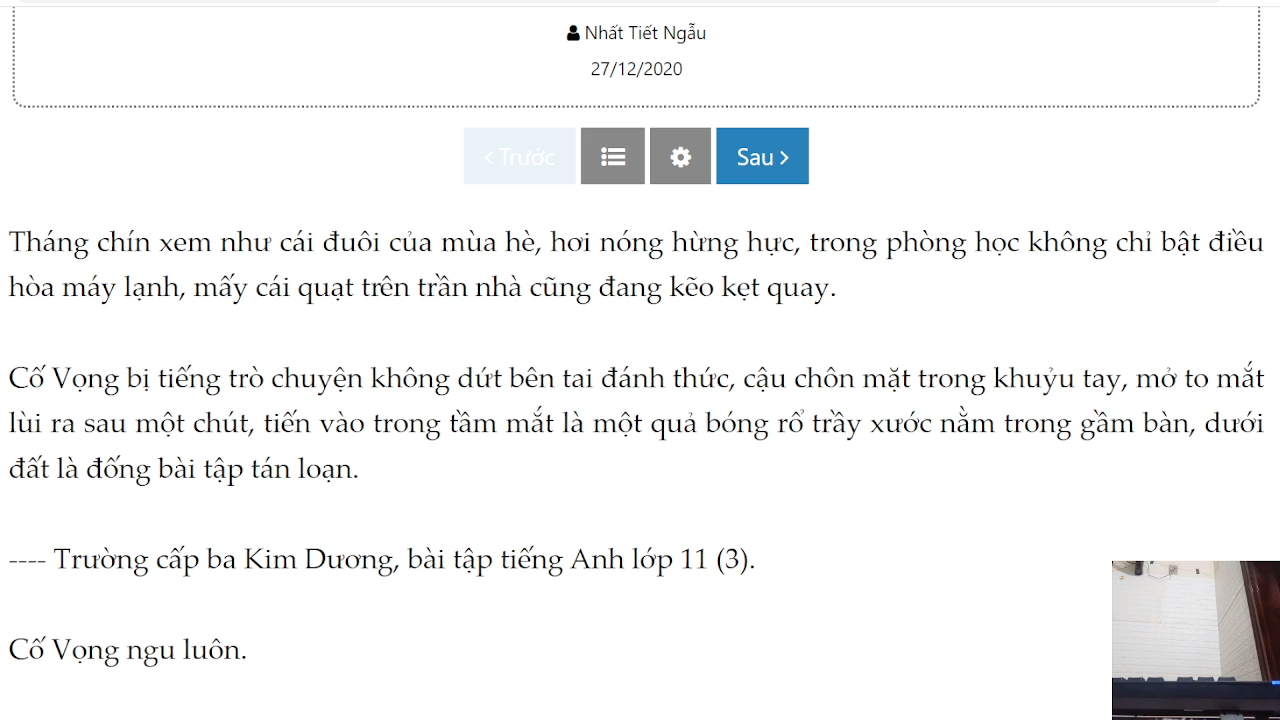 Nhất Tiết Ngẫu
27/12/2020
Trước
Sau
Tháng chín xem như cái đuôi của mùa hè, hơi nóng hừng hực, trong phòng học không chỉ bật điều
hòa máy lạnh, mấy cái quạt trên trần nhà cũng đang kẽo kẹt quay.
Cố Vọng bị tiếng trò chuyện không dứt bên tai đánh thức, cậu chôn mặt trong khuỷu tay, mở to mắt
lùi ra sau một chút, tiến vào trong tầm mắt là một quả bóng rổ trầy xước nằm trong gầm bàn, dưới
đất là đống bài tập tán loạn.
---- Trường cấp ba Kim Dương, bài tập tiếng Anh lớp 11 (3).
Cố Vọng ngu luôn.